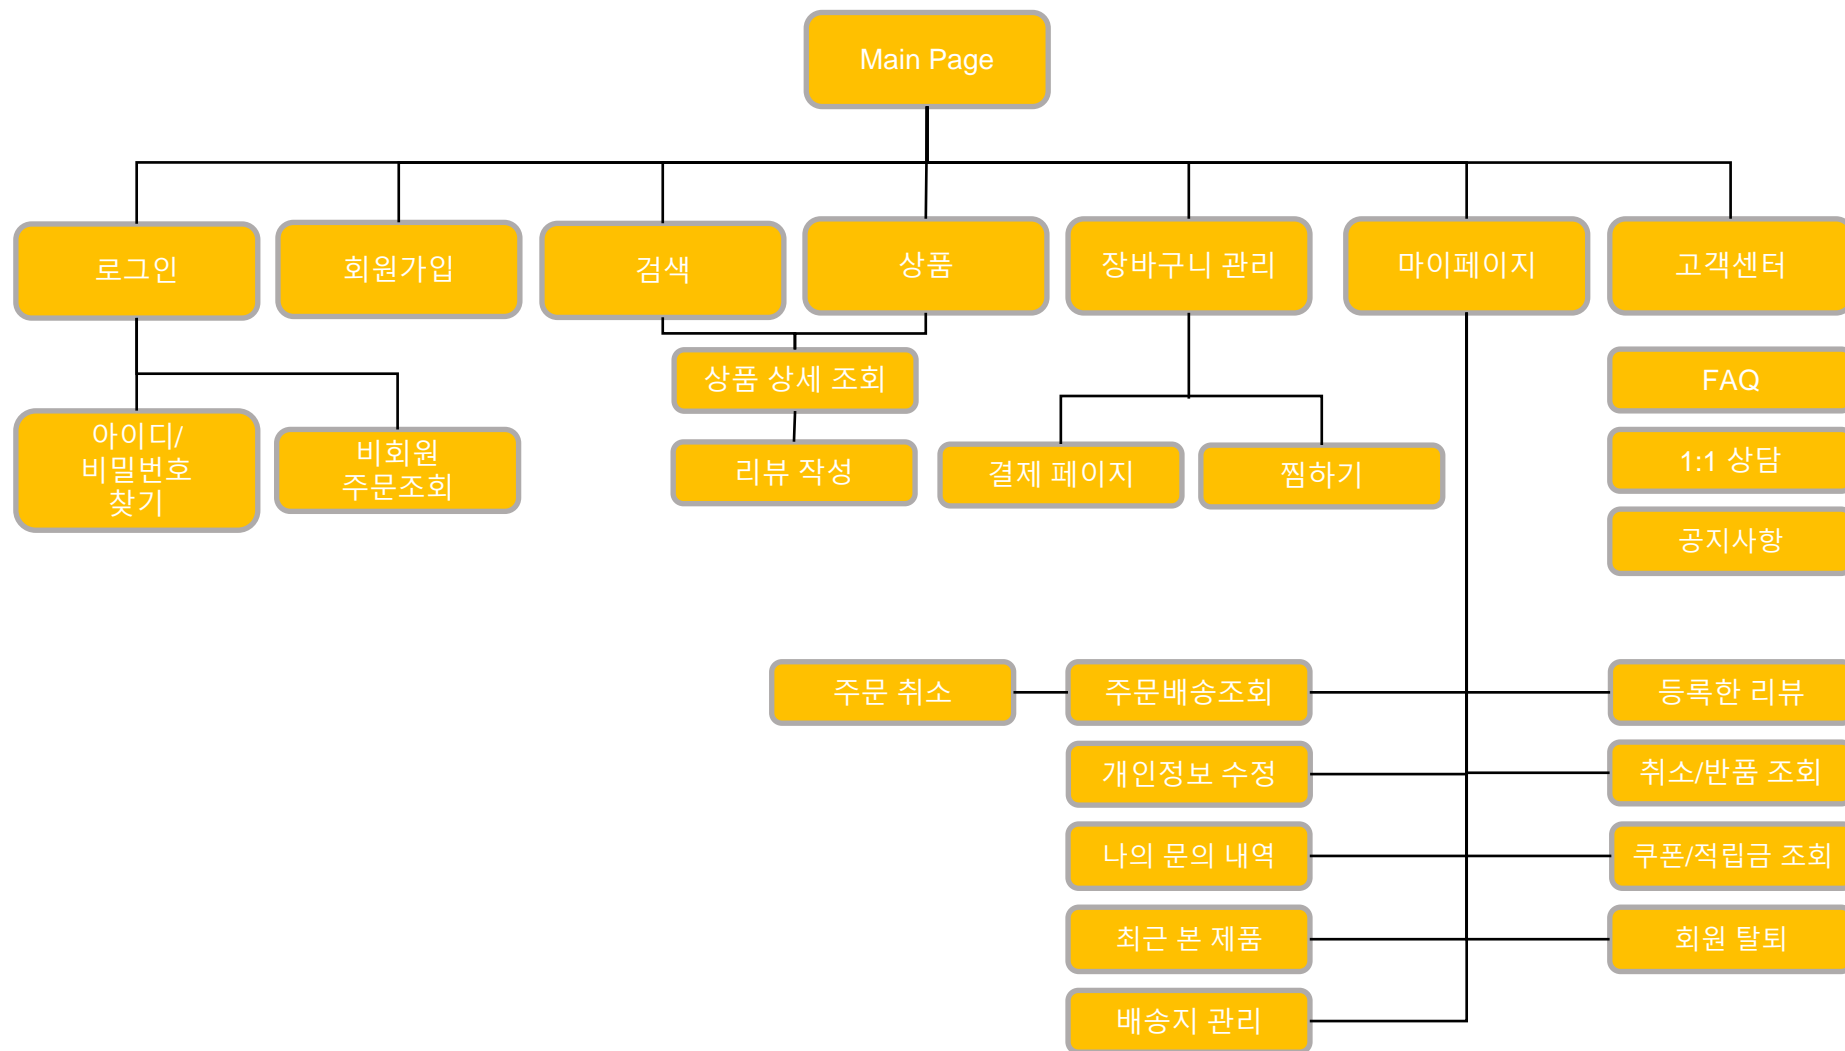 Main Page
로그인
회원가입
검색
상품
장바구니 관리
마이페이지
고객센터
상품 상세 조회
FAQ
아이디/
비밀번호
찾기
비회원
주문조회
리뷰 작성
결제 페이지
찜하기
1:1 상담
공지사항
주문 취소
주문배송조회
등록한 리뷰
개인정보 수정
취소/반품 조회
나의 문의 내역
쿠폰/적립금 조회
최근 본 제품
회원 탈퇴
배송지 관리